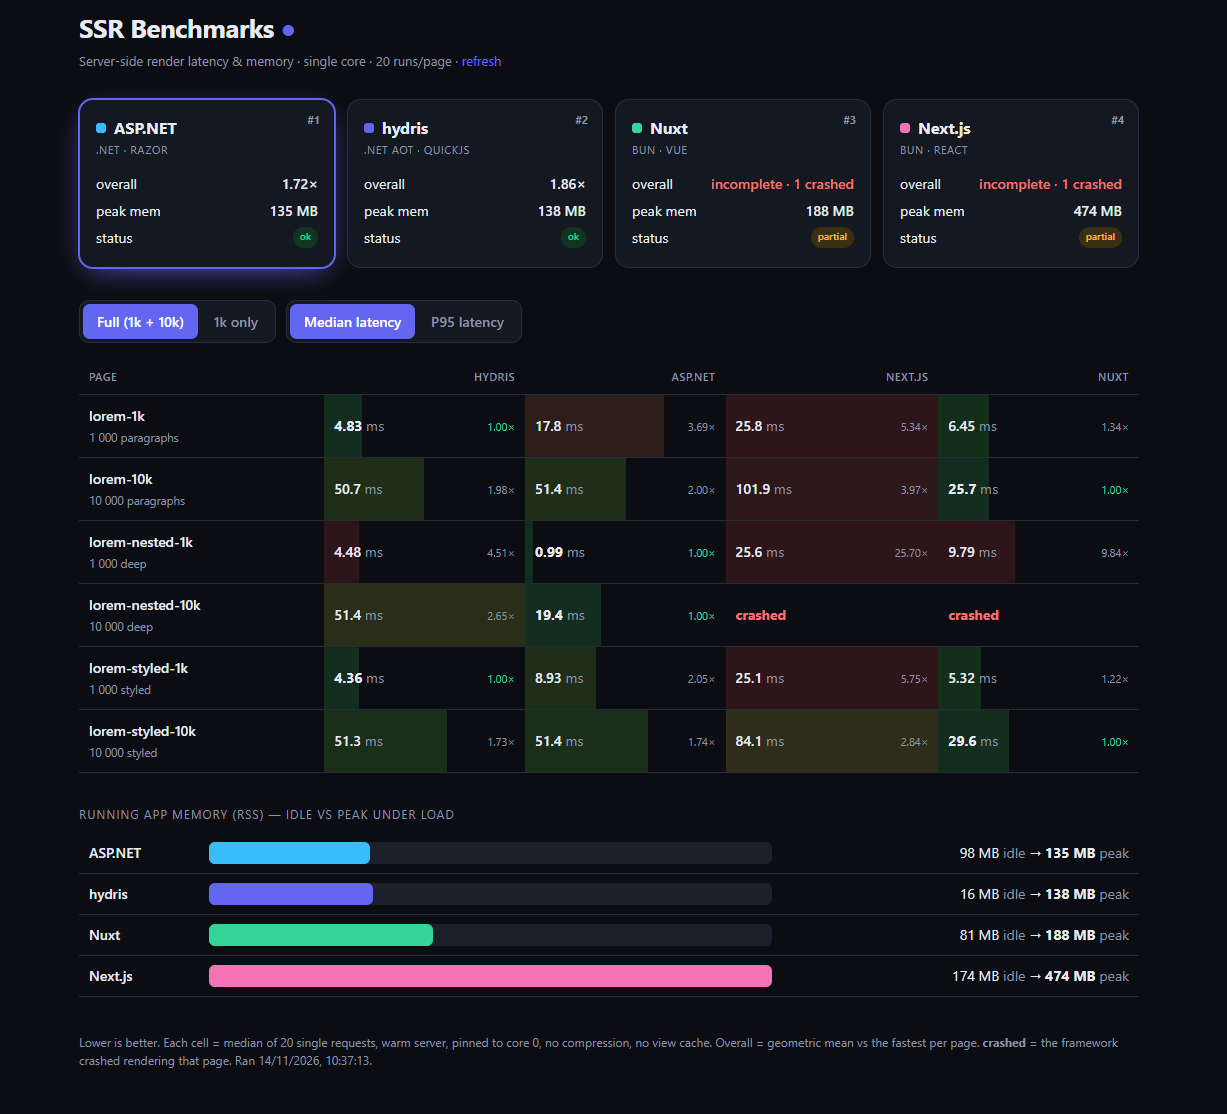 SSR Benchmarks
Server-side render latency & memory · single core · 20 runs/page · refresh
ASP.NET #1
.NET · RAZOR
overall 1.72×
peak mem 135 MB
status ok
hydris #2
.NET AOT · QUICKJS
overall 1.86×
peak mem 138 MB
status ok
Nuxt #3
BUN · VUE
overall incomplete · 1 crashed
peak mem 188 MB
status partial
Next.js #4
BUN · REACT
overall incomplete · 1 crashed
peak mem 474 MB
status partial
Full (1k + 10k) 1k only Median latency P95 latency
PAGE HYDRIS ASP.NET NEXT.JS NUXT
lorem-1k
1 000 paragraphs
4.83 ms 1.00× 17.8 ms 3.69× 25.8 ms 5.34× 6.45 ms 1.34×
lorem-10k
10 000 paragraphs
50.7 ms 1.98× 51.4 ms 2.00× 101.9 ms 3.97× 25.7 ms 1.00×
lorem-nested-1k
1 000 deep
4.48 ms 4.51× 0.99 ms 1.00× 25.6 ms 25.70× 9.79 ms 9.84×
lorem-nested-10k
10 000 deep
51.4 ms 2.65× 19.4 ms 1.00× crashed crashed
lorem-styled-1k
1 000 styled
4.36 ms 1.00× 8.93 ms 2.05× 25.1 ms 5.75× 5.32 ms 1.22×
lorem-styled-10k
10 000 styled
51.3 ms 1.73× 51.4 ms 1.74× 84.1 ms 2.84× 29.6 ms 1.00×
RUNNING APP MEMORY (RSS) — IDLE VS PEAK UNDER LOAD
ASP.NET 98 MB idle → 135 MB peak
hydris 16 MB idle → 138 MB peak
Nuxt 81 MB idle → 188 MB peak
Next.js 174 MB idle → 474 MB peak
Lower is better. Each cell = median of 20 single requests, warm server, pinned to core 0, no compression, no view cache. Overall = geometric mean vs the fastest per page. crashed = the framework
crashed rendering that page. Ran 14/11/2026, 10:37:13.